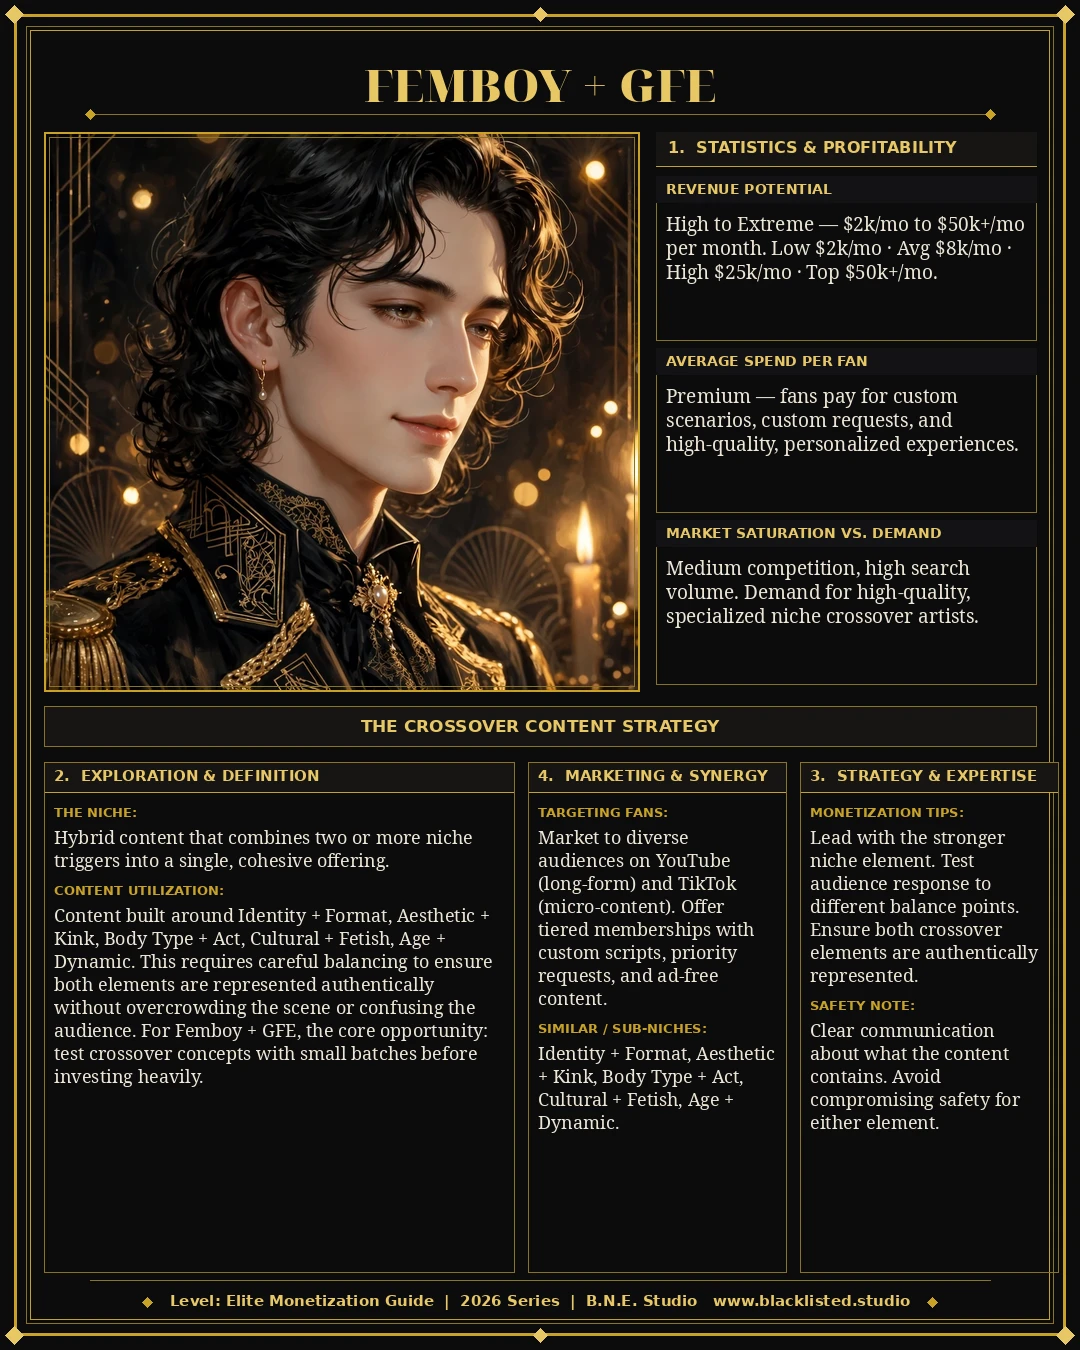 FEMBOY + GFE
1. STATISTICS & PROFITABILITY
REVENUE POTENTIAL
High to Extreme — $2k/mo to $50k+/mo
per month. Low $2k/mo · Avg $8k/mo ·
High $25k/mo · Top $50k+/mo.
AVERAGE SPEND PER FAN
Premium — fans pay for custom
scenarios, custom requests, and
high-quality, personalized experiences.
MARKET SATURATION VS. DEMAND
Medium competition, high search
volume. Demand for high-quality,
specialized niche crossover artists.
THE CROSSOVER CONTENT STRATEGY
2. EXPLORATION & DEFINITION
THE NICHE:
Hybrid content that combines two or more niche
triggers into a single, cohesive offering.
CONTENT UTILIZATION:
Content built around Identity + Format, Aesthetic +
Kink, Body Type + Act, Cultural + Fetish, Age +
Dynamic. This requires careful balancing to ensure
both elements are represented authentically
without overcrowding the scene or confusing the
audience. For Femboy + GFE, the core opportunity:
test crossover concepts with small batches before
investing heavily.
4. MARKETING & SYNERGY
TARGETING FANS:
Market to diverse
audiences on YouTube
(long-form) and TikTok
(micro-content). Offer
tiered memberships with
custom scripts, priority
requests, and ad-free
content.
SIMILAR / SUB-NICHES:
Identity + Format, Aesthetic
+ Kink, Body Type + Act,
Cultural + Fetish, Age +
Dynamic.
3. STRATEGY & EXPERTISE
MONETIZATION TIPS:
Lead with the stronger
niche element. Test
audience response to
different balance points.
Ensure both crossover
elements are authentically
represented.
SAFETY NOTE:
Clear communication
about what the content
contains. Avoid
compromising safety for
either element.
Level: Elite Monetization Guide | 2026 Series | B.N.E. Studio www.blacklisted.studio